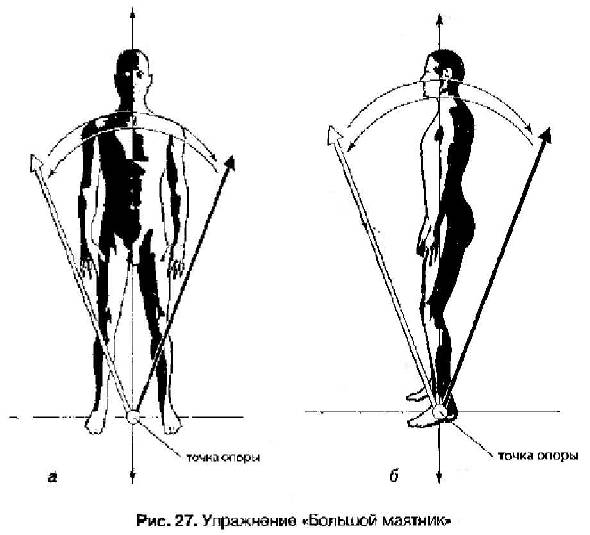 точка опоры
точка опоры
а
б
Рис. 27. Упражнение «Большой маятник»